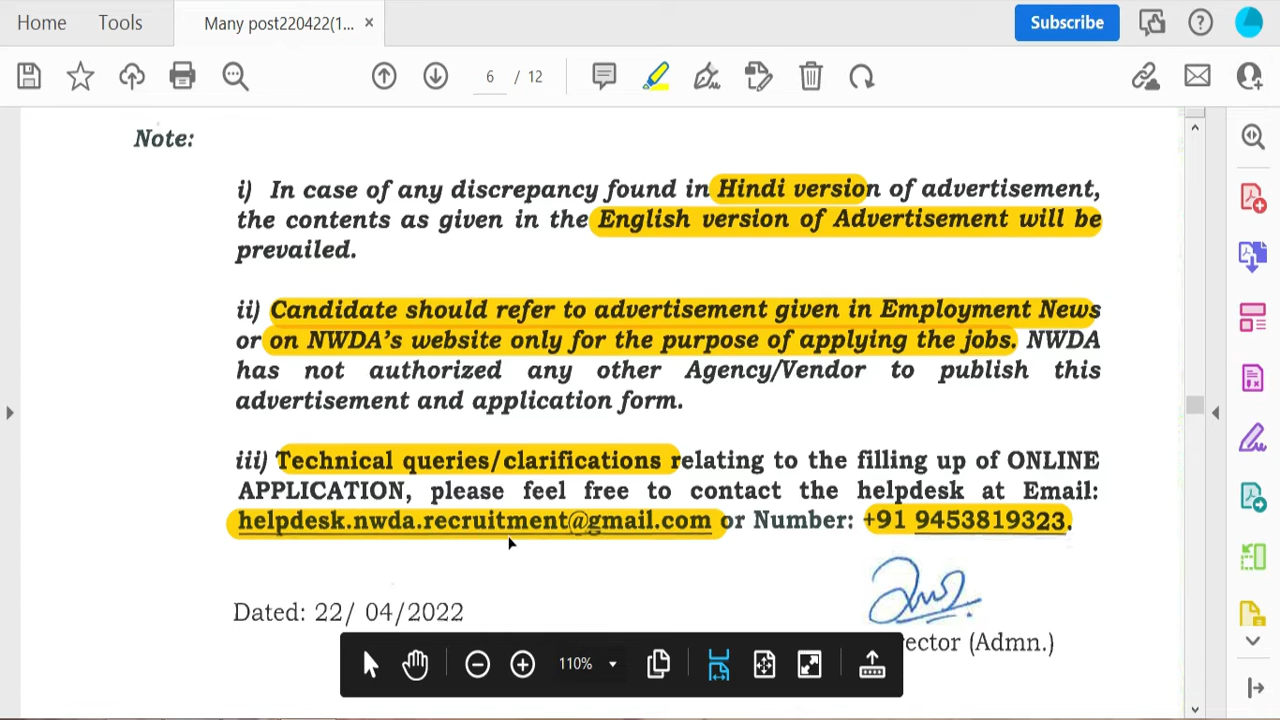 Home Tools Many post220422(1... × Subscribe
6 / 12
Note:
i) In case of any discrepancy found in Hindi version of advertisement,
the contents as given in the English version of Advertisement will be
prevailed.
ii) Candidate should refer to advertisement given in Employment News
or on NWDA's website only for the purpose of applying the jobs. NWDA
has not authorized any other Agency/Vendor to publish this
advertisement and application form.
iii) Technical queries/clarifications relating to the filling up of ONLINE
APPLICATION, please feel free to contact the helpdesk at Email:
helpdesk.nwda.recruitment@gmail.com or Number: +91 9453819323.
Dated: 22/ 04/2022
ector (Admn.)
110%